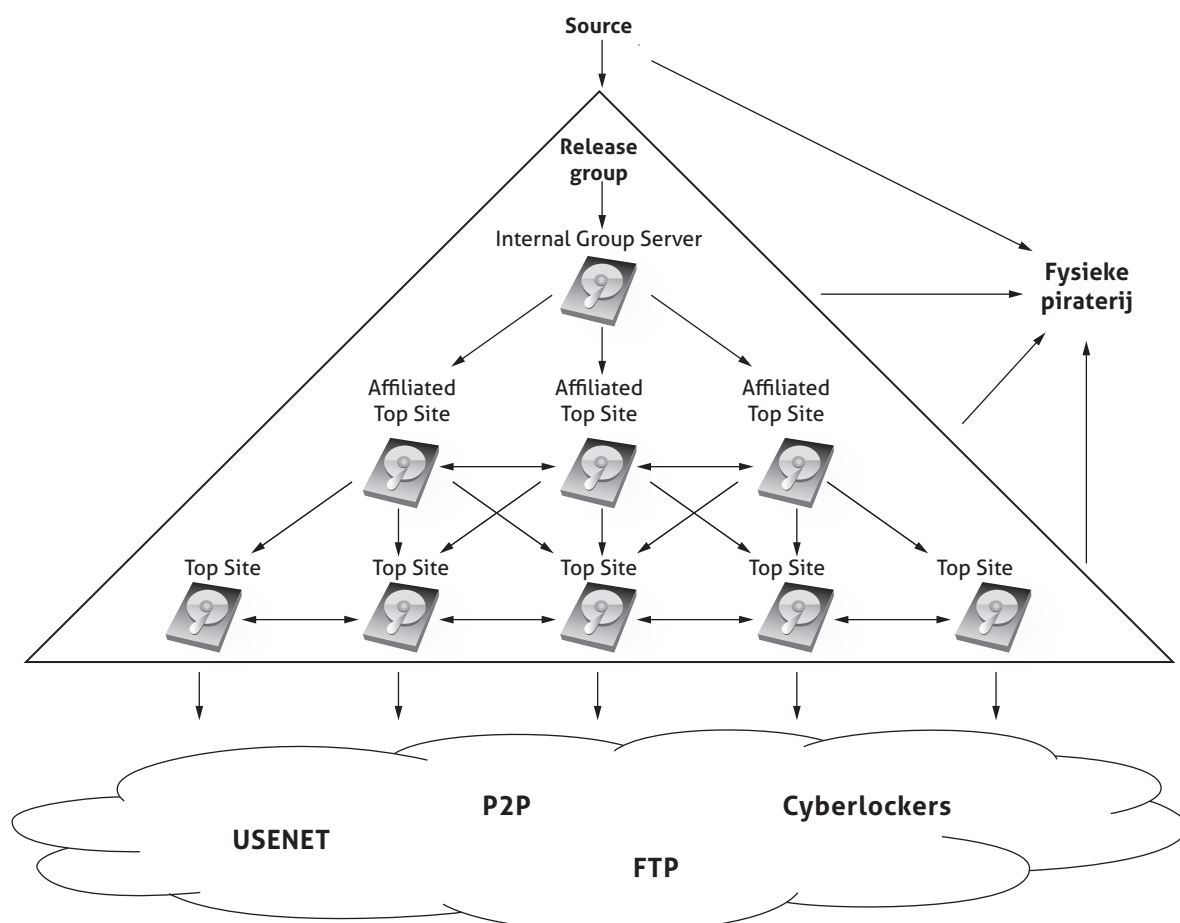 Source
Release
group
Internal Group Server
Fysieke
piraterij
Affiliated
Top Site
Affiliated
Top Site
Affiliated
Top Site
Top Site
Top Site
Top Site
Top Site
Top Site
P2P
Cyberlockers
USENET
FTP